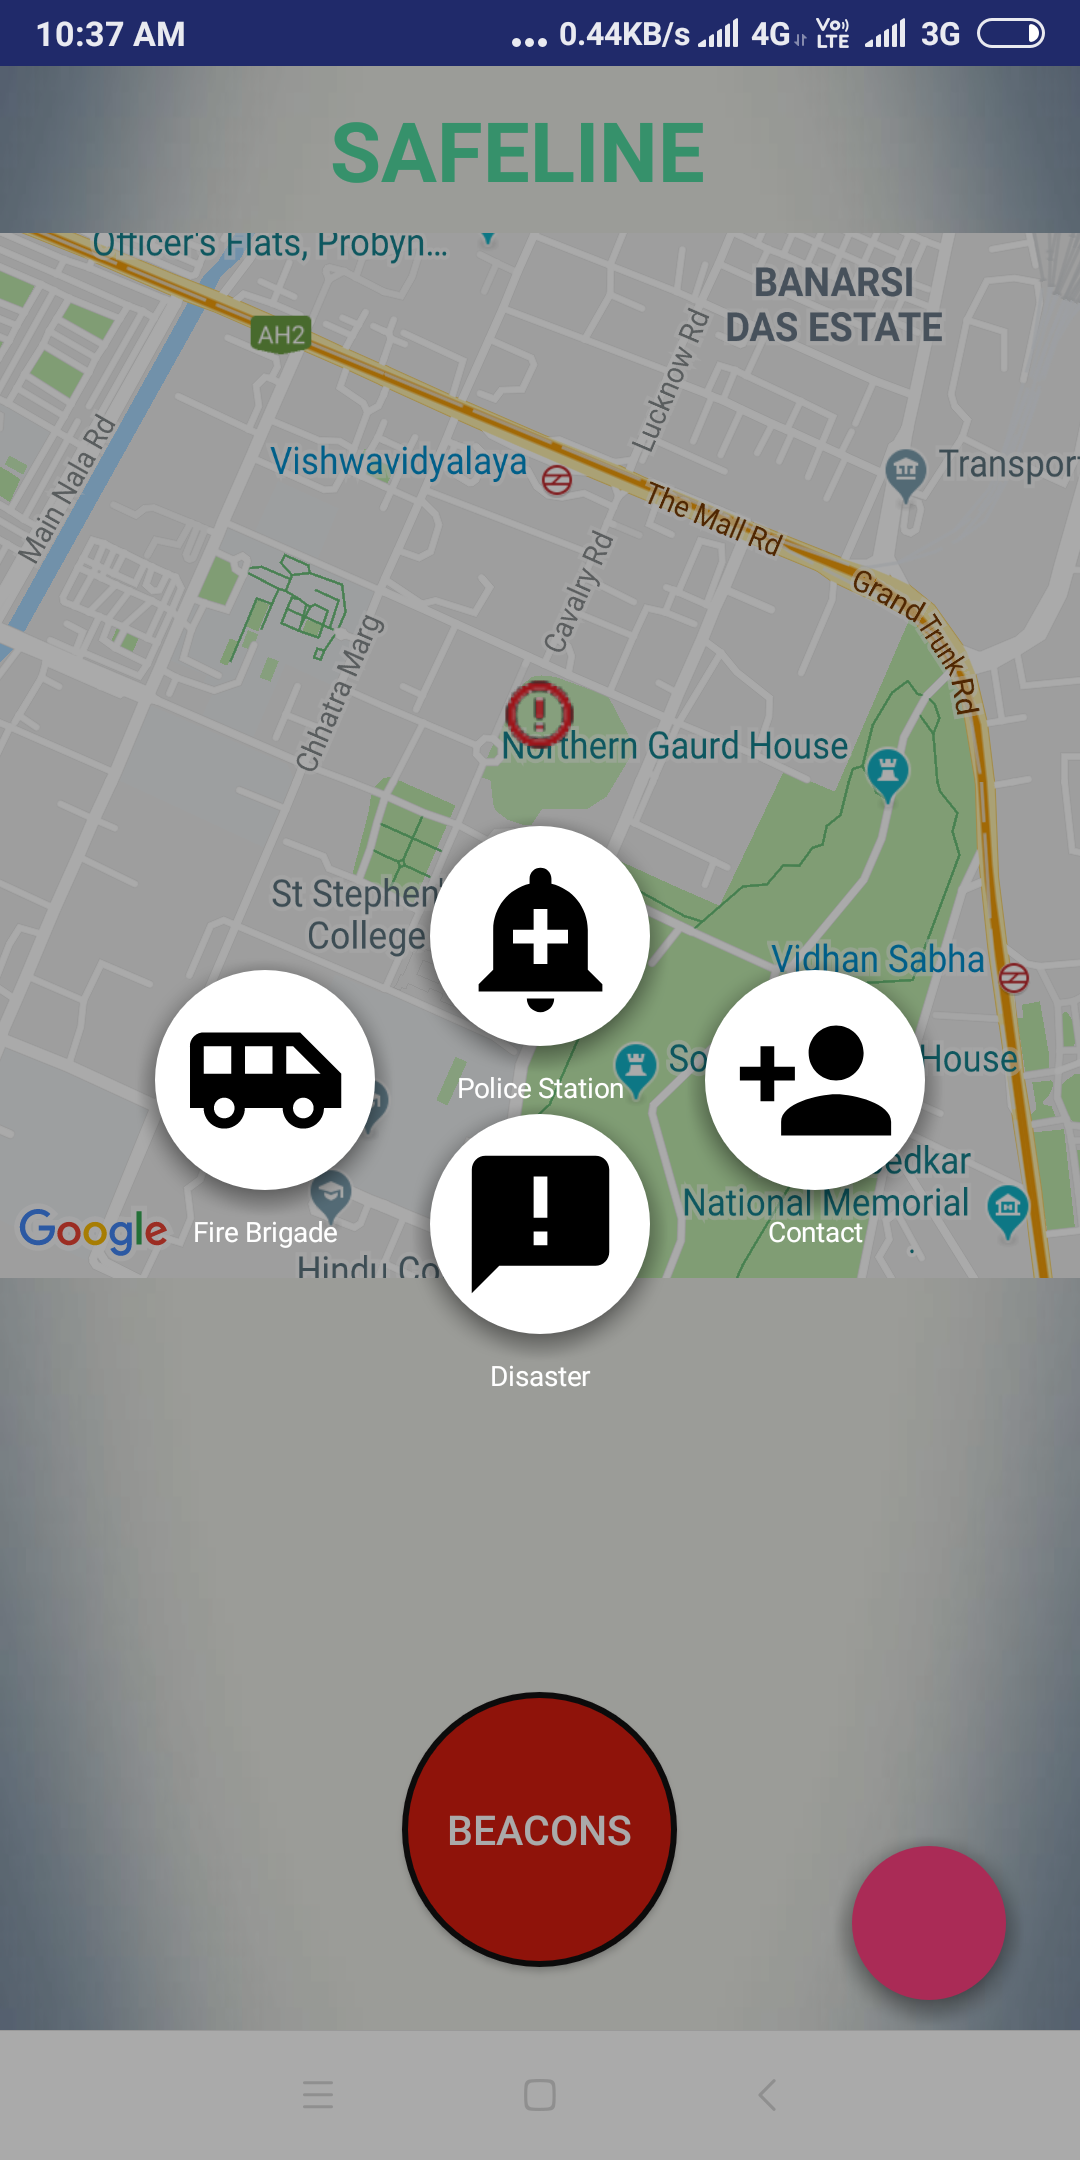 10:37 AM
... 0.44KB/s 4G Vo)) LTE 3G
SAFELINE
Officer's Flats, Probyn...
BANARSI
DAS ESTATE
AH2
Lucknow Rd
Main Nala Rd
Vishwavidyalaya
Transpor
The Mall Rd
Grand Trunk Rd
Cavalry Rd
Chhatra Marg
Northern Gaurd House
St Stephen'
College
Vidhan Sabha
So
House
Police Station
edkar
National Memorial
Google
Fire Brigade
Contact
Hindu Co
Disaster
BEACONS